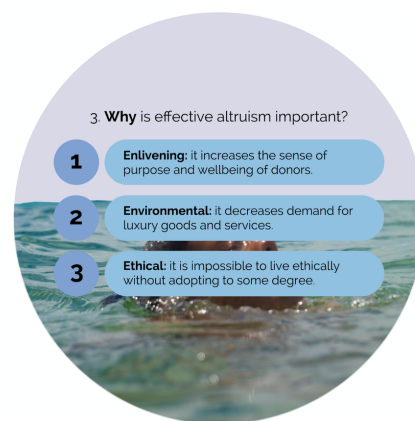 3. Why is effective altruism important?
1
Enlivening: it increases the sense of
purpose and wellbeing of donors.
2
Environmental: it decreases demand for
luxury goods and services.
3
Ethical: it is impossible to live ethically
without adopting to some degree.